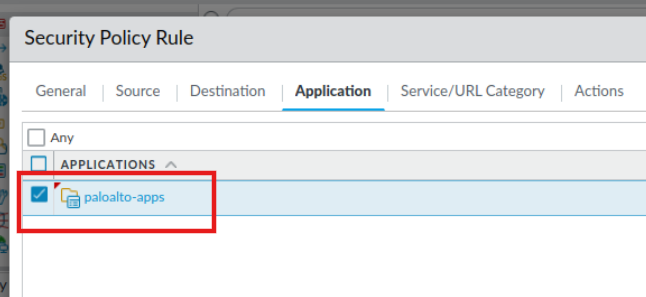 Security Policy Rule
General Source Destination Application Service/URL Category Actions
Any
APPLICATIONS
paloalto-apps